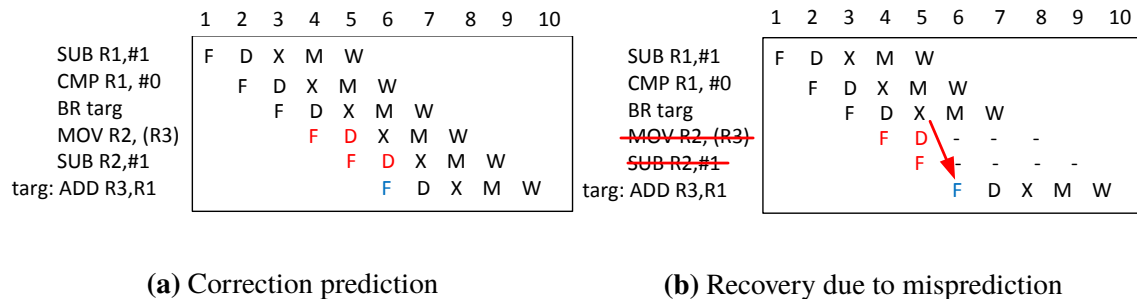 1 2 3 4 5 6 7 8 9 10
SUB R1,#1 F D X M W
CMP R1, #0 F D X M W
BR targ F D X M W
MOV R2, (R3) F D X M W
SUB R2,#1 F D X M W
targ: ADD R3,R1 F D X M W
(a) Correction prediction
1 2 3 4 5 6 7 8 9 10
SUB R1,#1 F D X M W
CMP R1, #0 F D X M W
BR targ F D X M W
MOV R2, (R3) F D - - -
SUB R2,#1 F - - - -
targ: ADD R3,R1 F D X M W
(b) Recovery due to misprediction